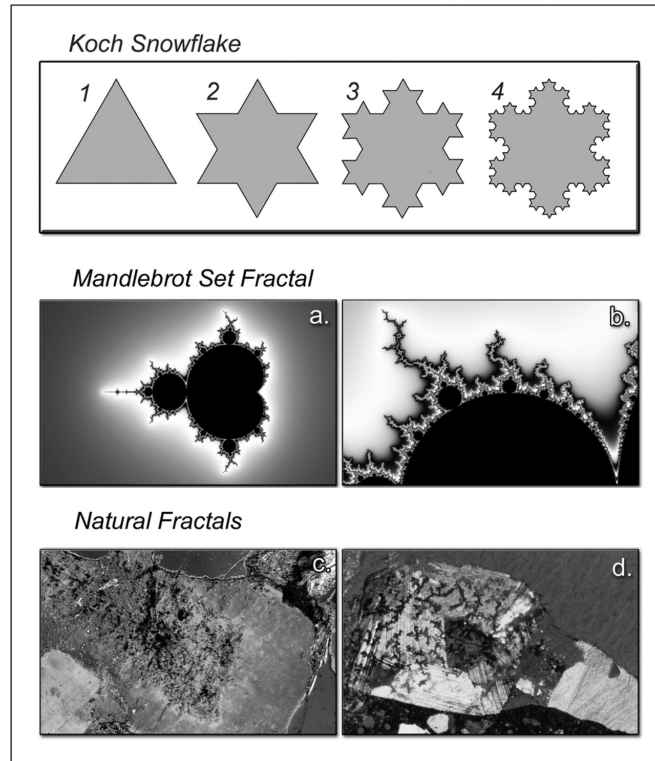 Koch Snowflake
1 2 3 4
Mandlebrot Set Fractal
a. b.
Natural Fractals
c. d.